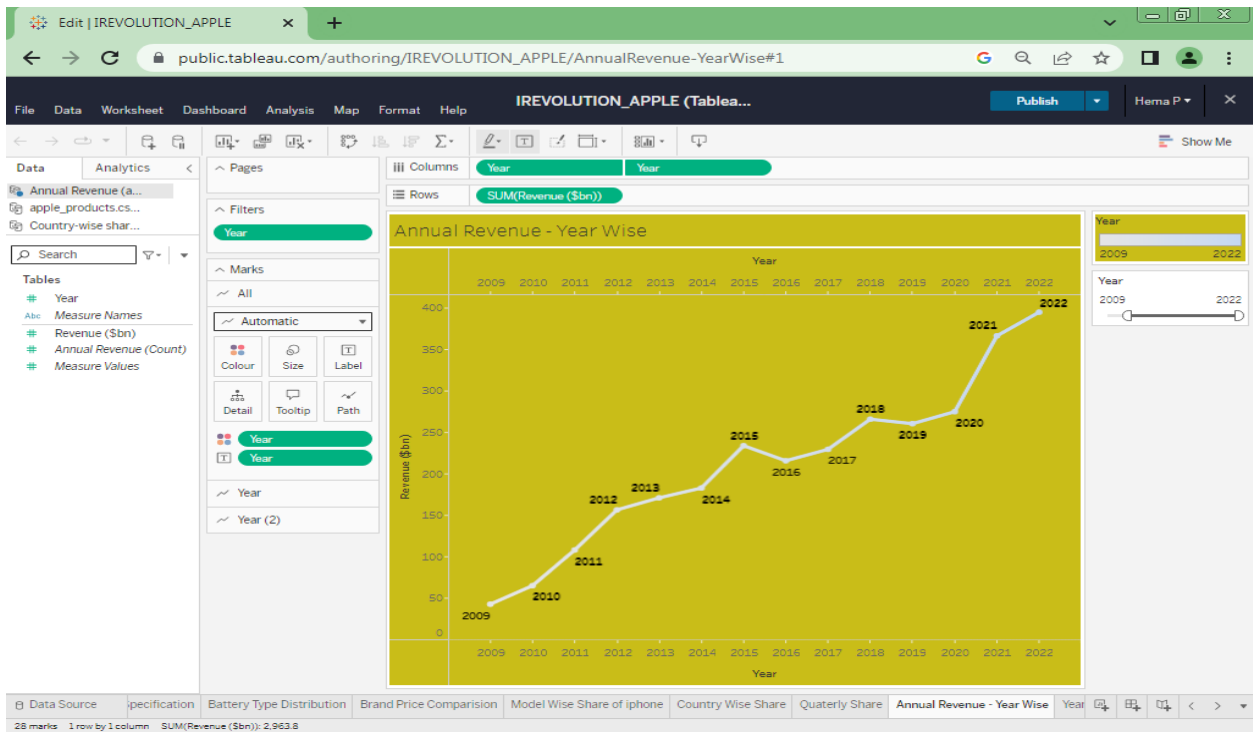 Edit | IREVOLUTION_APPLE
public.tableau.com/authoring/IREVOLUTION_APPLE/AnnualRevenue-YearWise#1
File Data Worksheet Dashboard Analysis Map Format Help
IREVOLUTION_APPLE (Tablea...
Publish
Hema P
Show Me
Data Analytics
Annual Revenue (a...
apple_products.cs...
Country-wise shar...
Search
Tables
# Year
Abc Measure Names
# Revenue ($bn)
# Annual Revenue (Count)
# Measure Values
Pages
Filters
Year
Marks
All
Automatic
Colour Size Label
Detail Tooltip Path
Year
Year
Year
Year (2)
Columns Year Year
Rows SUM(Revenue ($bn))
Annual Revenue - Year Wise
Year
2009 2010 2011 2012 2013 2014 2015 2016 2017 2018 2019 2020 2021 2022
400
350
300
250
200
150
100
50
0
Revenue ($bn)
2009
2010
2011
2012
2013
2014
2015
2016
2017
2018
2019
2020
2021
2022
2009 2010 2011 2012 2013 2014 2015 2016 2017 2018 2019 2020 2021 2022
Year
Year
2009 2022
Year
2009 2022
Data Source pecification Battery Type Distribution Brand Price Comparision Model Wise Share of iphone Country Wise Share Quaterly Share Annual Revenue - Year Wise Year
28 marks 1 row by 1 column SUM(Revenue ($bn)): 2,963.8